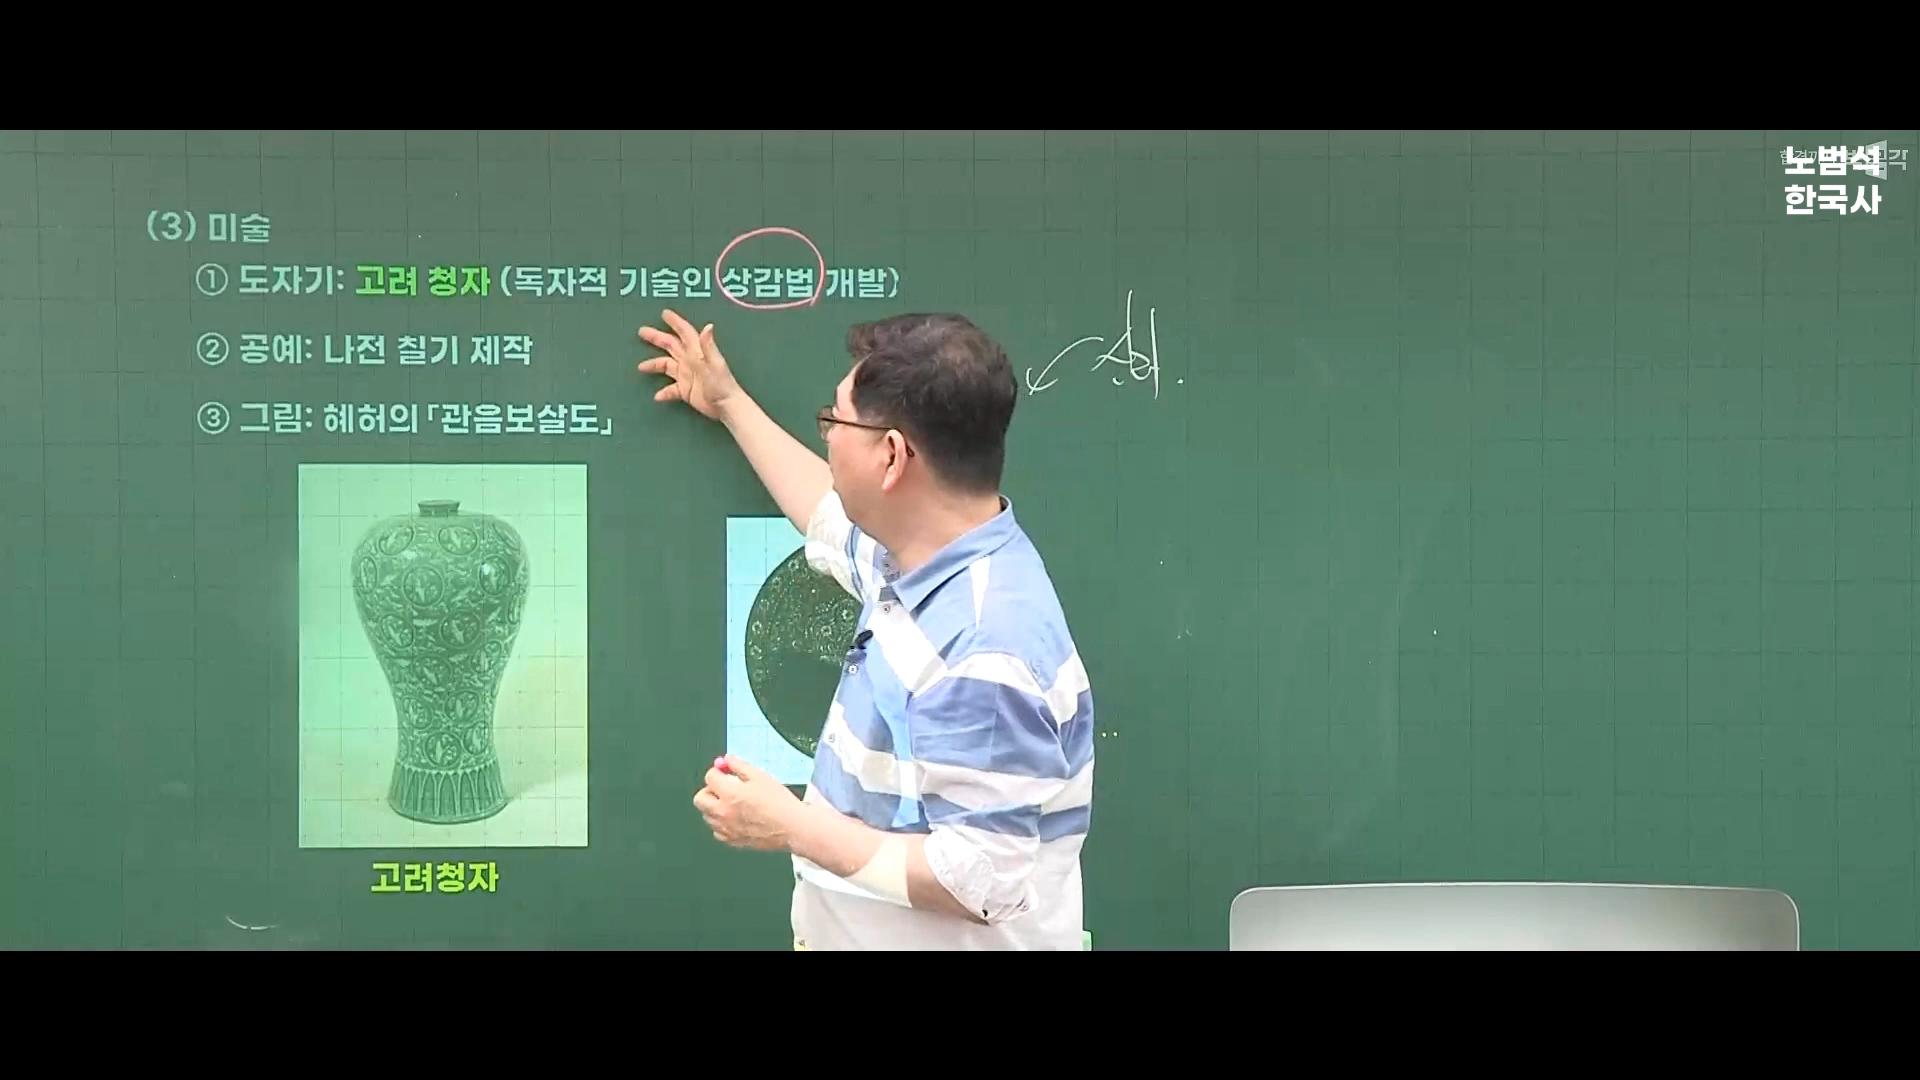 (3) 미술
① 도자기: 고려 청자 (독자적 기술인 상감법 개발)
② 공예: 나전 칠기 제작
③ 그림: 혜허의 「관음보살도」
고려청자
노범석
한국사